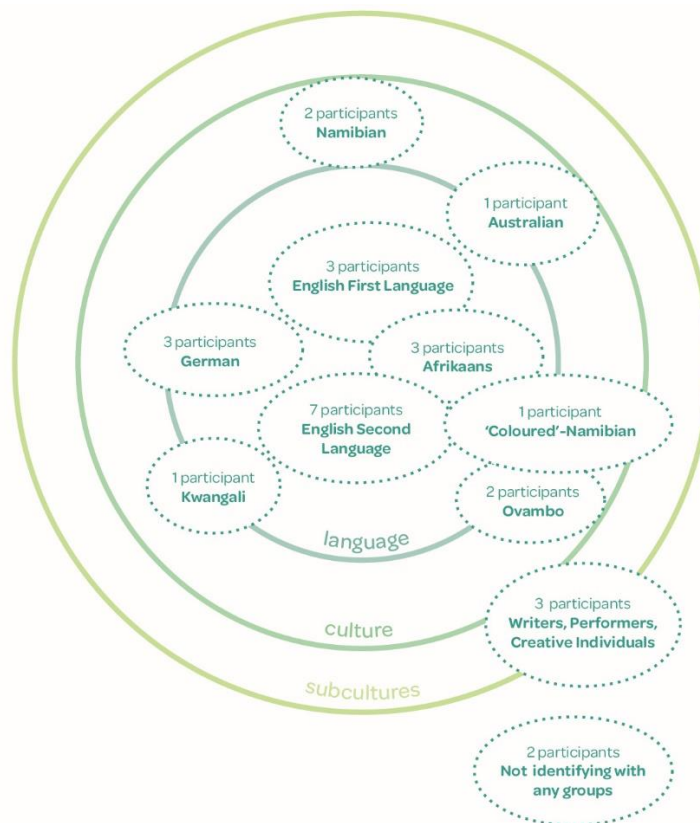 2 participants
Namibian
1 participant
Australian
3 participants
English First Language
3 participants
German
3 participants
Afrikaans
7 participants
English Second
Language
1 participant
‘Coloured’-Namibian
1 participant
Kwangali
2 participants
Ovambo
language
3 participants
Writers, Performers,
Creative Individuals
culture
subcultures
2 participants
Not identifying with
any groups